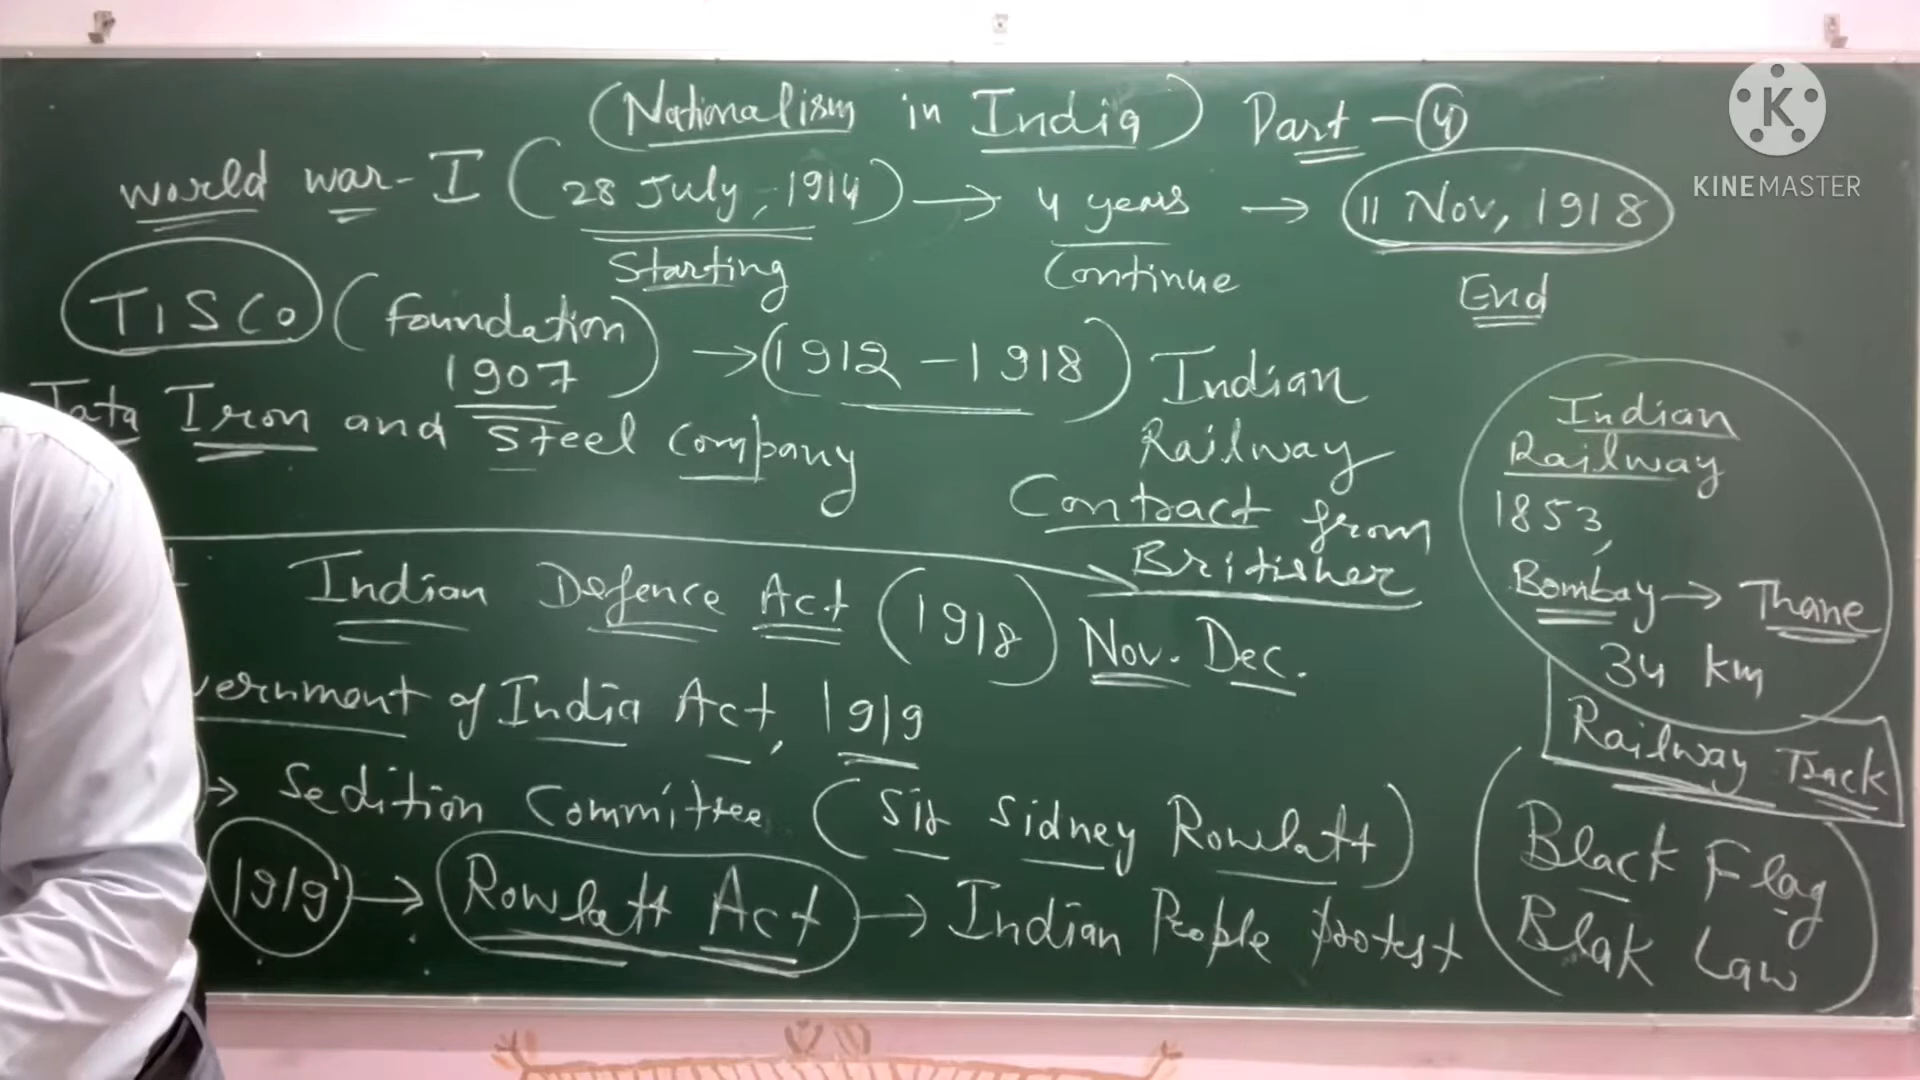 (Nationalism in India) Part - 4
world war - I (28 July, 1914) → 4 years → 11 Nov, 1918
Starting Continue End
TISCo (foundation 1907) → (1912 - 1918) Indian Railway Contract from Britisher
Tata Iron and Steel Company
Indian Railway
1853,
Bombay → Thane
34 km
Railway Track
Indian Defence Act (1918) Nov. Dec.
vernment of India Act, 1919
→ Sedition Committee (Sir Sidney Rowlatt)
1919 → Rowlatt Act → Indian People protest
Black Flag
Blak Law
K
KINEMASTER